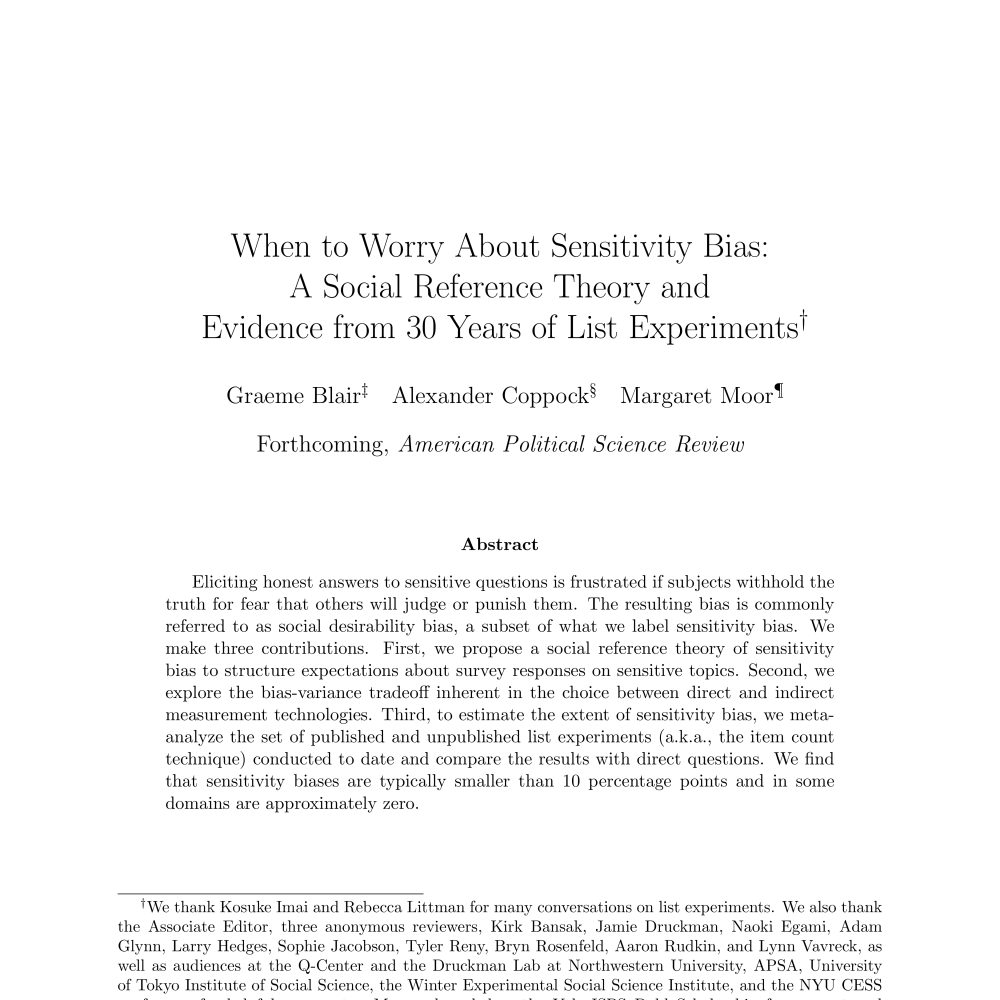 When to Worry About Sensitivity Bias:
A Social Reference Theory and
Evidence from 30 Years of List Experiments†
Graeme Blair‡ Alexander Coppock§ Margaret Moor¶
Forthcoming, American Political Science Review
Abstract
Eliciting honest answers to sensitive questions is frustrated if subjects withhold the
truth for fear that others will judge or punish them. The resulting bias is commonly
referred to as social desirability bias, a subset of what we label sensitivity bias. We
make three contributions. First, we propose a social reference theory of sensitivity
bias to structure expectations about survey responses on sensitive topics. Second, we
explore the bias-variance tradeoff inherent in the choice between direct and indirect
measurement technologies. Third, to estimate the extent of sensitivity bias, we meta-
analyze the set of published and unpublished list experiments (a.k.a., the item count
technique) conducted to date and compare the results with direct questions. We find
that sensitivity biases are typically smaller than 10 percentage points and in some
domains are approximately zero.
†We thank Kosuke Imai and Rebecca Littman for many conversations on list experiments. We also thank
the Associate Editor, three anonymous reviewers, Kirk Bansak, Jamie Druckman, Naoki Egami, Adam
Glynn, Larry Hedges, Sophie Jacobson, Tyler Reny, Bryn Rosenfeld, Aaron Rudkin, and Lynn Vavreck, as
well as audiences at the Q-Center and the Druckman Lab at Northwestern University, APSA, University
of Tokyo Institute of Social Science, the Winter Experimental Social Science Institute, and the NYU CESS